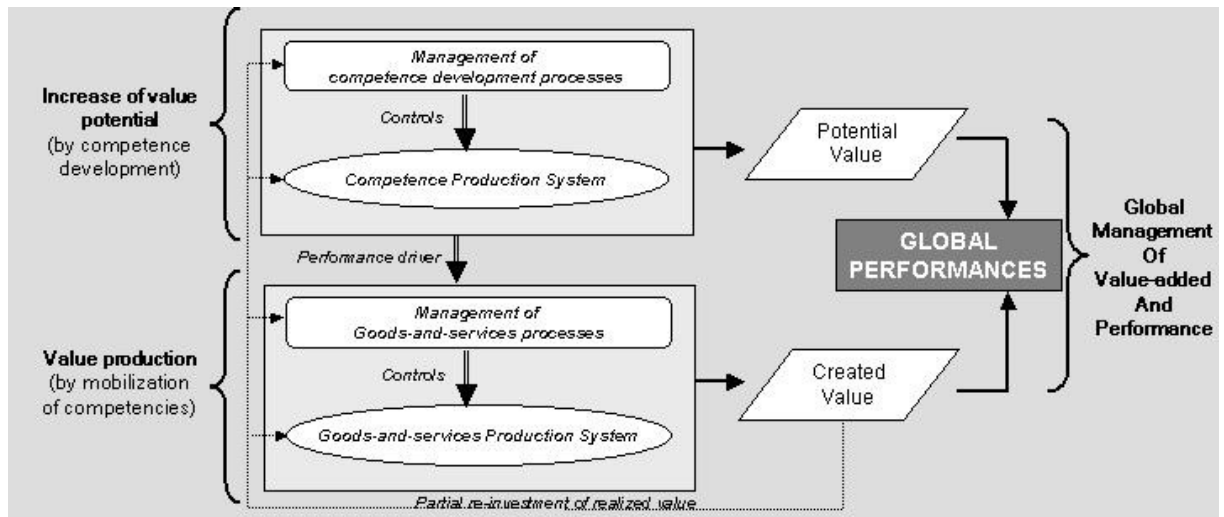 Increase of value
potential
(by competence
development)
Management of
competence development processes
Controls
Competence Production System
Performance driver
Value production
(by mobilization
of competencies)
Management of
Goods-and-services processes
Controls
Goods-and-services Production System
Partial re-investment of realized value
Potential
Value
GLOBAL
PERFORMANCES
Created
Value
Global
Management
Of
Value-added
And
Performance